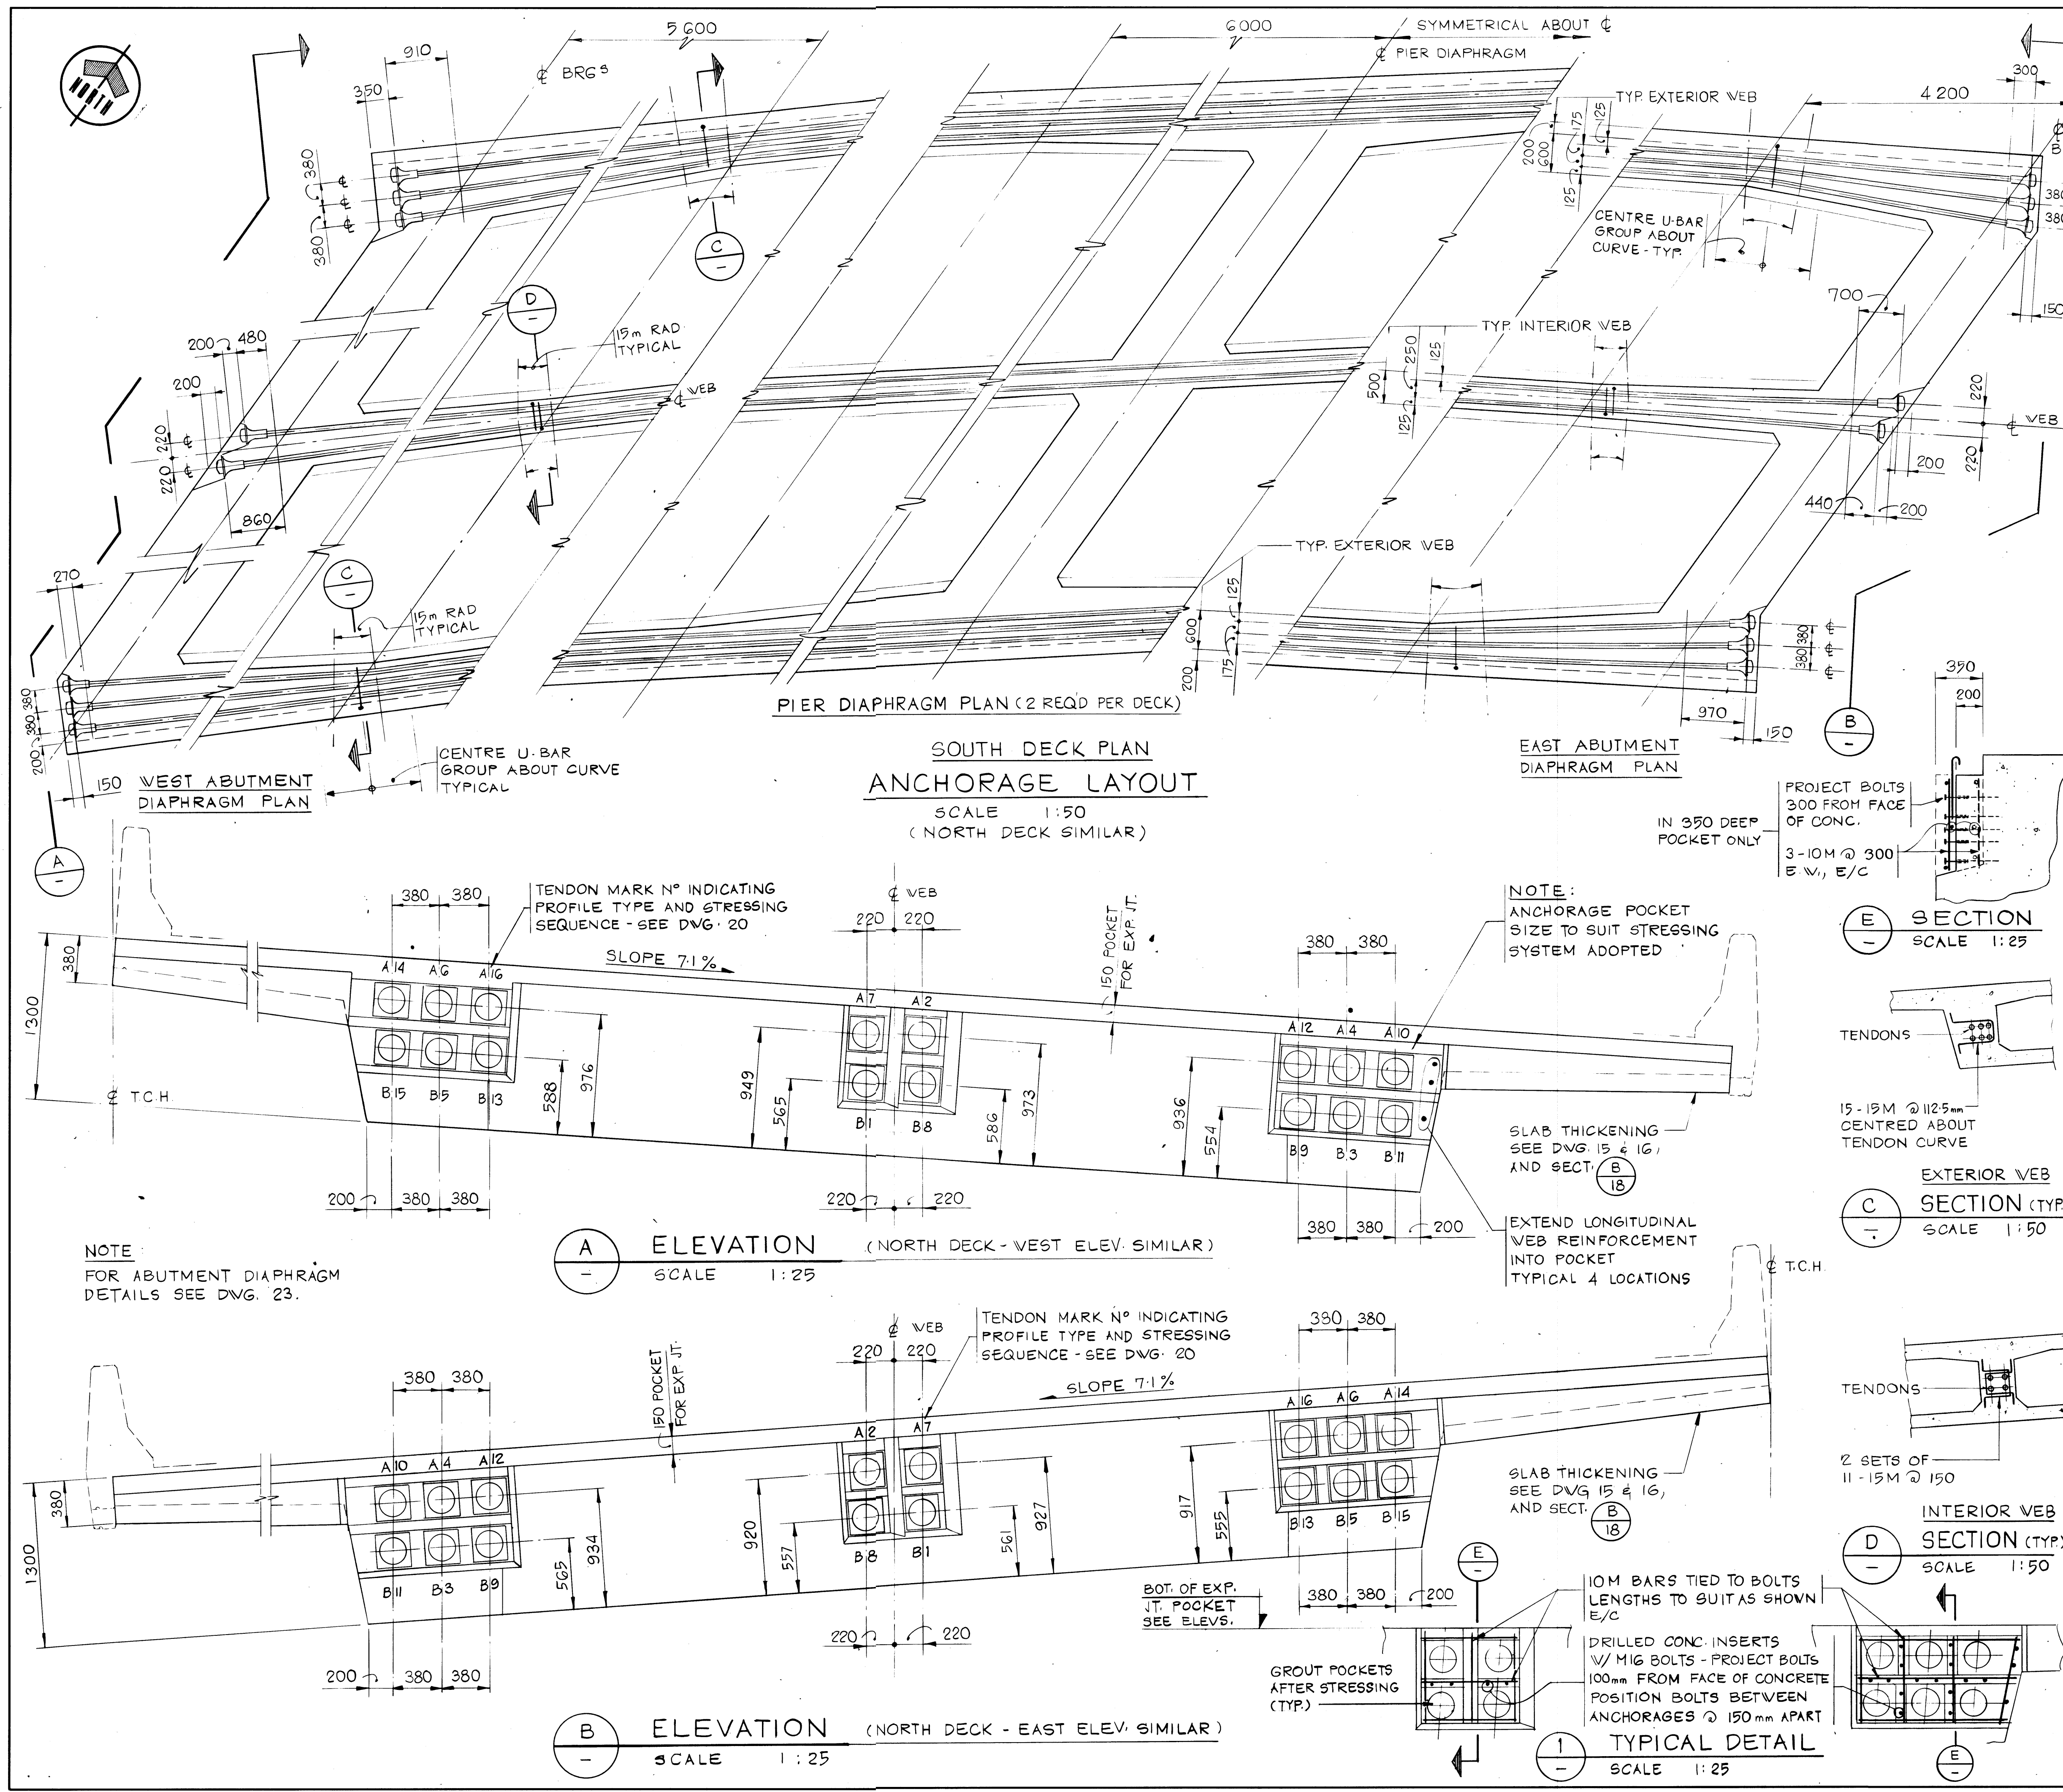 5600
6000
SYMMETRICAL ABOUT ℄
℄ PIER DIAPHRAGM
910
℄ BRGS
350
300
4200
TYP. EXTERIOR WEB
175
125
200
600
125
380
℄
℄
℄
380
380
380
C
–
CENTRE U-BAR
GROUP ABOUT
CURVE - TYP.
D
–
15m RAD.
TYPICAL
700
150
TYP. INTERIOR WEB
200
480
200
250
125
500
125
℄ WEB
220
℄ WEB
220
220
℄
℄
220
860
200
440
200
TYP. EXTERIOR WEB
C
–
270
15m RAD
TYPICAL
125
600
175
200
380
380
℄
℄
℄
380
380
200
970
150
350
200
B
–
PIER DIAPHRAGM PLAN (2 REQ'D PER DECK)
SOUTH DECK PLAN
ANCHORAGE LAYOUT
SCALE 1:50
(NORTH DECK SIMILAR)
EAST ABUTMENT
DIAPHRAGM PLAN
150
WEST ABUTMENT
DIAPHRAGM PLAN
CENTRE U-BAR
GROUP ABOUT CURVE
TYPICAL
PROJECT BOLTS
300 FROM FACE
OF CONC.
IN 350 DEEP
POCKET ONLY
3-10M @ 300
E.W., E/C
A
–
E
–
SECTION
SCALE 1:25
380 380
TENDON MARK Nº INDICATING
PROFILE TYPE AND STRESSING
SEQUENCE - SEE DWG. 20
℄ WEB
220 220
150 POCKET
FOR EXP. JT.
380 380
NOTE:
ANCHORAGE POCKET
SIZE TO SUIT STRESSING
SYSTEM ADOPTED
380
1300
SLOPE 7.1%
A14 A6 A16
A7 A2
A12 A4 A10
B15 B5 B13
B1 B8
B9 B3 B11
588
976
949
565
586
973
936
554
℄ T.C.H.
SLAB THICKENING
SEE DWG. 15 & 16,
AND SECT. B
18
200 380 380
220 220
380 380 200
EXTEND LONGITUDINAL
WEB REINFORCEMENT
INTO POCKET
TYPICAL 4 LOCATIONS
A
–
ELEVATION (NORTH DECK - WEST ELEV. SIMILAR)
SCALE 1:25
NOTE:
FOR ABUTMENT DIAPHRAGM
DETAILS SEE DWG. 23.
TENDONS
15-15M @ 112.5mm
CENTRED ABOUT
TENDON CURVE
EXTERIOR WEB
C
–
SECTION (TYP.
SCALE 1:50
TENDON MARK Nº INDICATING
PROFILE TYPE AND STRESSING
SEQUENCE - SEE DWG. 20
℄ WEB
220 220
150 POCKET
FOR EXP. JT.
380 380
380 380
℄ T.C.H.
SLOPE 7.1%
380
1300
A10 A4 A12
A2 A7
A16 A6 A14
B11 B3 B9
B8 B1
B13 B5 B15
565
934
920
557
561
927
917
555
SLAB THICKENING
SEE DWG 15 & 16,
AND SECT. B
18
TENDONS
2 SETS OF
11-15M @ 150
INTERIOR WEB
D
–
SECTION (TYP.)
SCALE 1:50
200 380 380
220 220
380 380 200
B
–
ELEVATION (NORTH DECK - EAST ELEV. SIMILAR)
SCALE 1:25
BOT. OF EXP.
JT. POCKET
SEE ELEVS.
E
–
10M BARS TIED TO BOLTS
LENGTHS TO SUIT AS SHOWN
E/C
DRILLED CONC. INSERTS
W/ M16 BOLTS - PROJECT BOLTS
100mm FROM FACE OF CONCRETE
POSITION BOLTS BETWEEN
ANCHORAGES @ 150mm APART
GROUT POCKETS
AFTER STRESSING
(TYP.)
1
–
TYPICAL DETAIL
SCALE 1:25
E
–